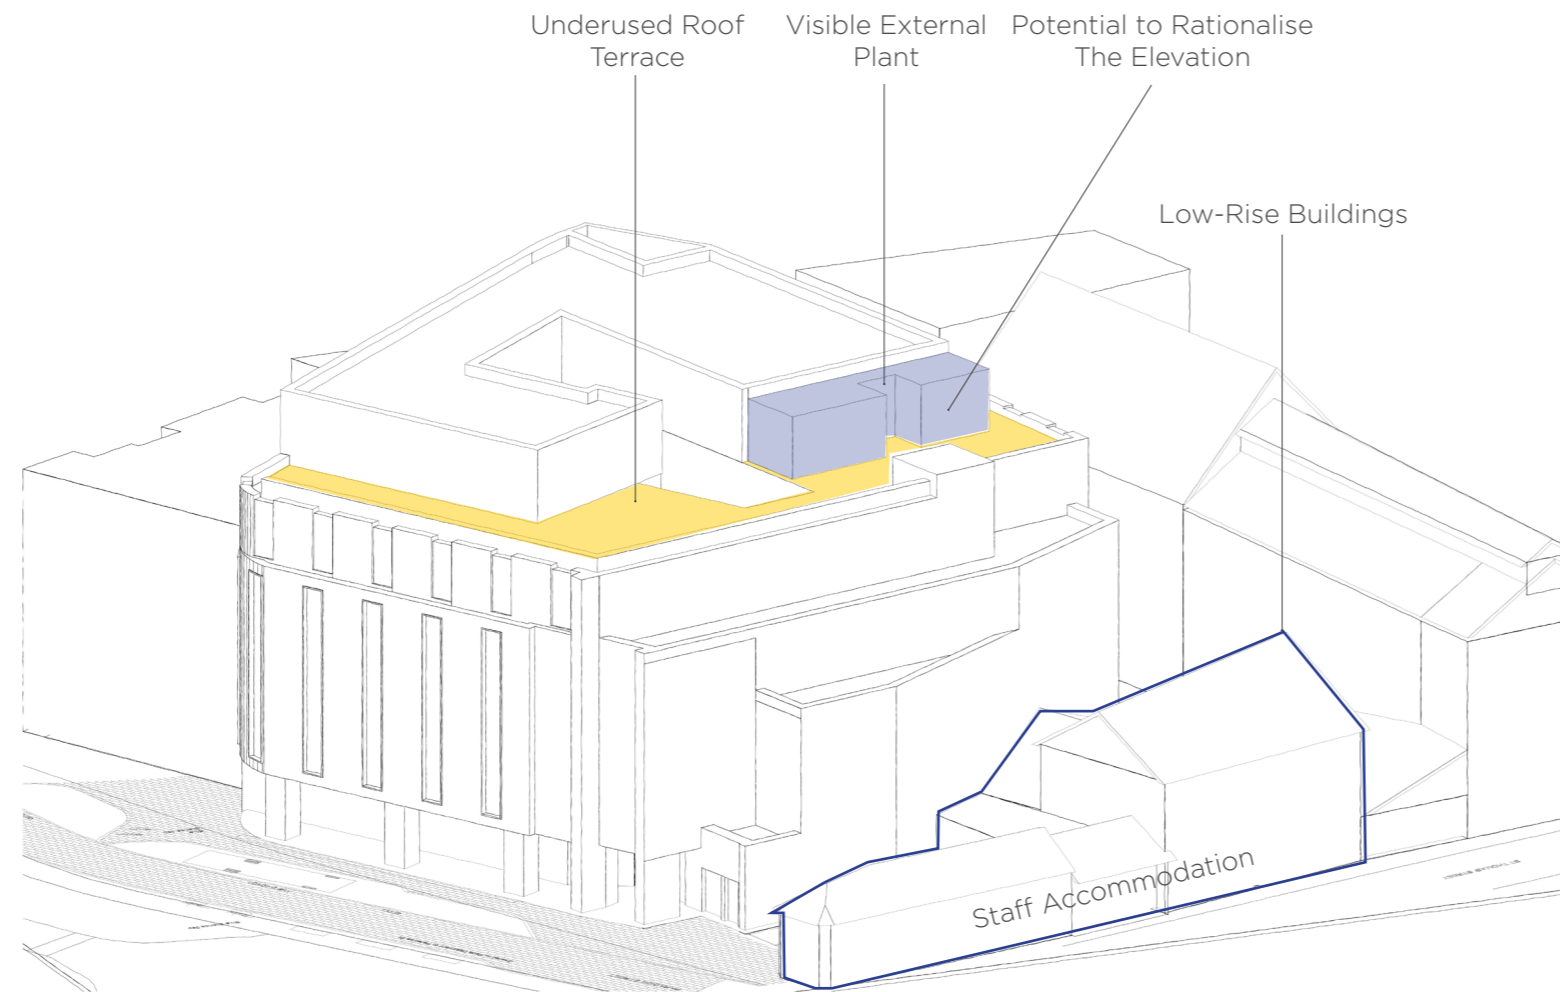 Underused Roof
Terrace
Visible External
Plant
Potential to Rationalise
The Elevation
Low-Rise Buildings
Staff Accommodation